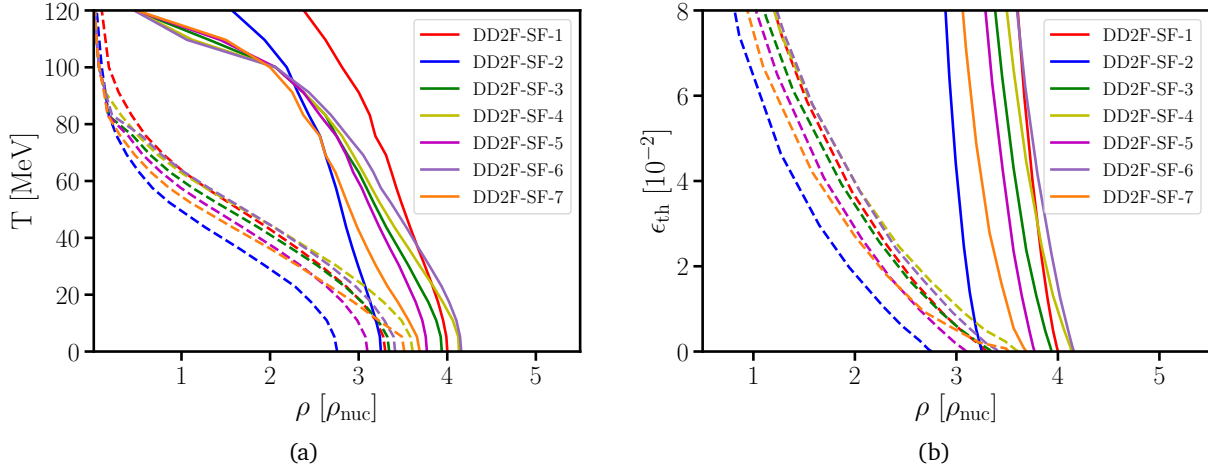 120
100
80
60
40
20
0
T [MeV]
1 2 3 4 5
ρ [ρnuc]
DD2F-SF-1
DD2F-SF-2
DD2F-SF-3
DD2F-SF-4
DD2F-SF-5
DD2F-SF-6
DD2F-SF-7
(a)
8
6
4
2
0
ϵth [10⁻²]
1 2 3 4 5
ρ [ρnuc]
DD2F-SF-1
DD2F-SF-2
DD2F-SF-3
DD2F-SF-4
DD2F-SF-5
DD2F-SF-6
DD2F-SF-7
(b)